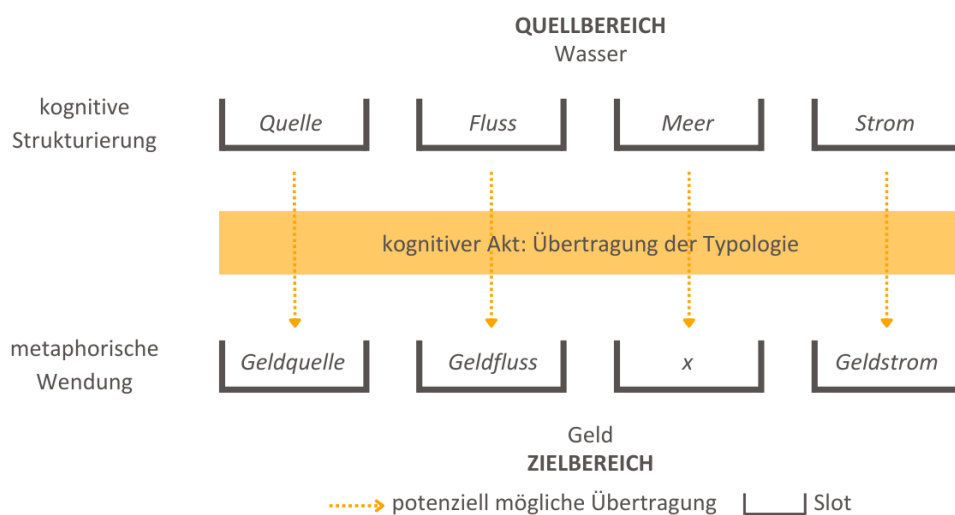 QUELLBEREICH
Wasser
kognitive
Strukturierung
Quelle
Fluss
Meer
Strom
kognitiver Akt: Übertragung der Typologie
metaphorische
Wendung
Geldquelle
Geldfluss
x
Geldstrom
Geld
ZIELBEREICH
potenziell mögliche Übertragung
Slot